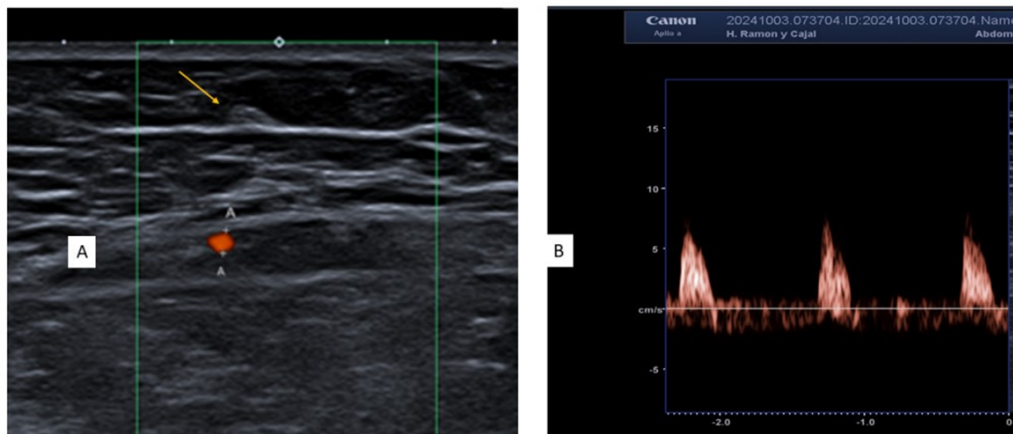 A
A
A
B
Canon
Aplio a
20241003.073704.ID:20241003.073704.Nam
H. Ramon y Cajal
Abdom
15
10
5
cm/s
-5
-2.0
-1.0
0